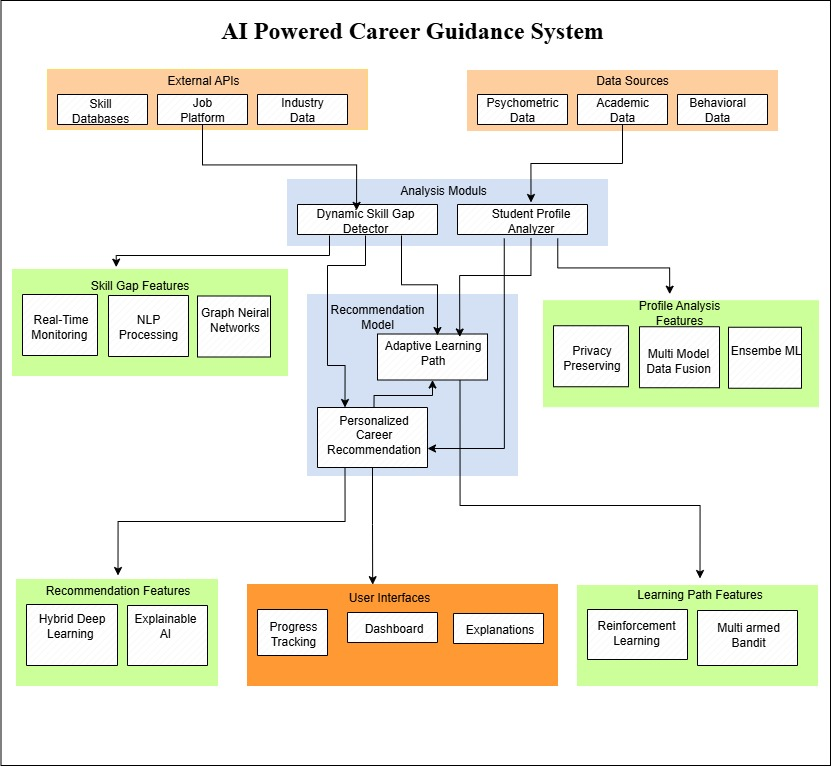 AI Powered Career Guidance System
External APIs
Skill
Databases
Job
Platform
Industry
Data
Data Sources
Psychometric
Data
Academic
Data
Behavioral
Data
Analysis Moduls
Dynamic Skill Gap
Detector
Student Profile
Analyzer
Skill Gap Features
Real-Time
Monitoring
NLP
Processing
Graph Neiral
Networks
Recommendation
Model
Adaptive Learning
Path
Personalized
Career
Recommendation
Profile Analysis
Features
Privacy
Preserving
Multi Model
Data Fusion
Ensembe ML
Recommendation Features
Hybrid Deep
Learning
Explainable
AI
User Interfaces
Progress
Tracking
Dashboard
Explanations
Learning Path Features
Reinforcement
Learning
Multi armed
Bandit